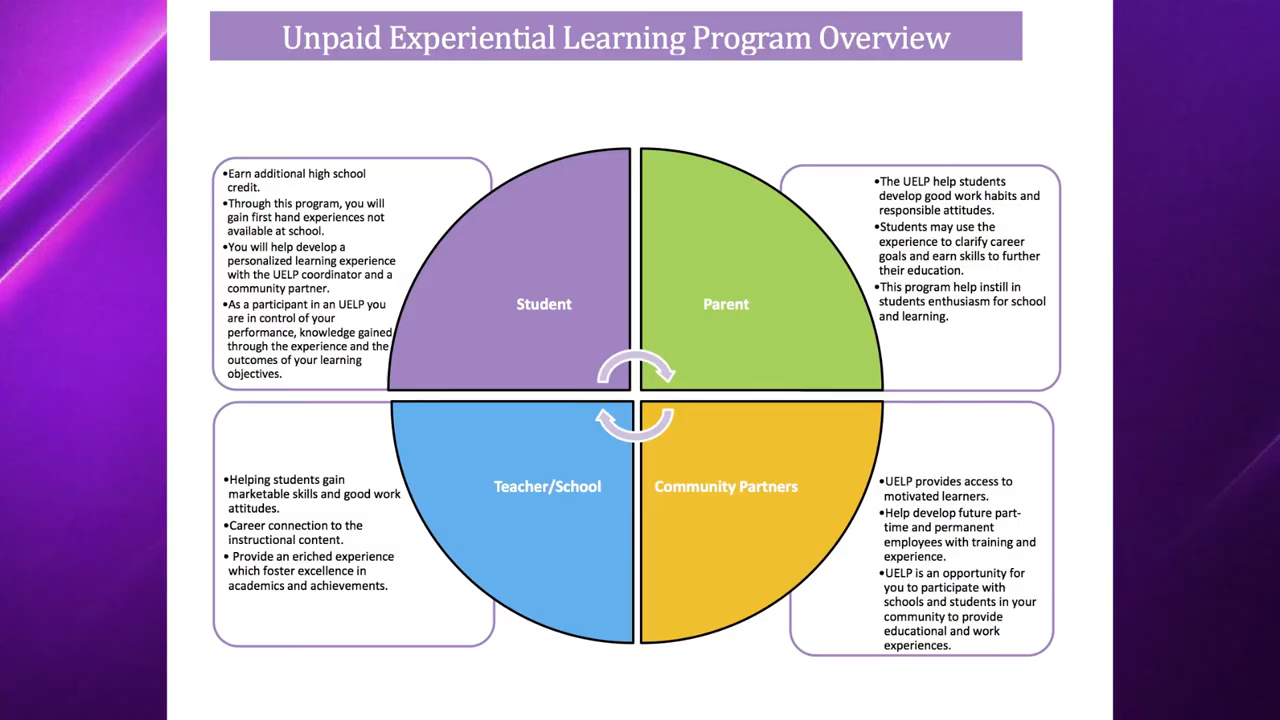 Unpaid Experiential Learning Program Overview
•Earn additional high school
credit.
•Through this program, you will
gain first hand experiences not
available at school.
•You will help develop a
personalized learning experience
with the UELP coordinator and a
community partner.
•As a participant in an UELP you
are in control of your
performance, knowledge gained
through the experience and the
outcomes of your learning
objectives.
Student
Parent
•The UELP help students
develop good work habits and
responsible attitudes.
•Students may use the
experience to clarify career
goals and earn skills to further
their education.
•This program help instill in
students enthusiasm for school
and learning.
•Helping students gain
marketable skills and good work
attitudes.
•Career connection to the
instructional content.
• Provide an eriched experience
which foster excellence in
academics and achievements.
Teacher/School
Community Partners
•UELP provides access to
motivated learners.
•Help develop future part-
time and permanent
employees with training and
experience.
•UELP is an opportunity for
you to participate with
schools and students in your
community to provide
educational and work
experiences.